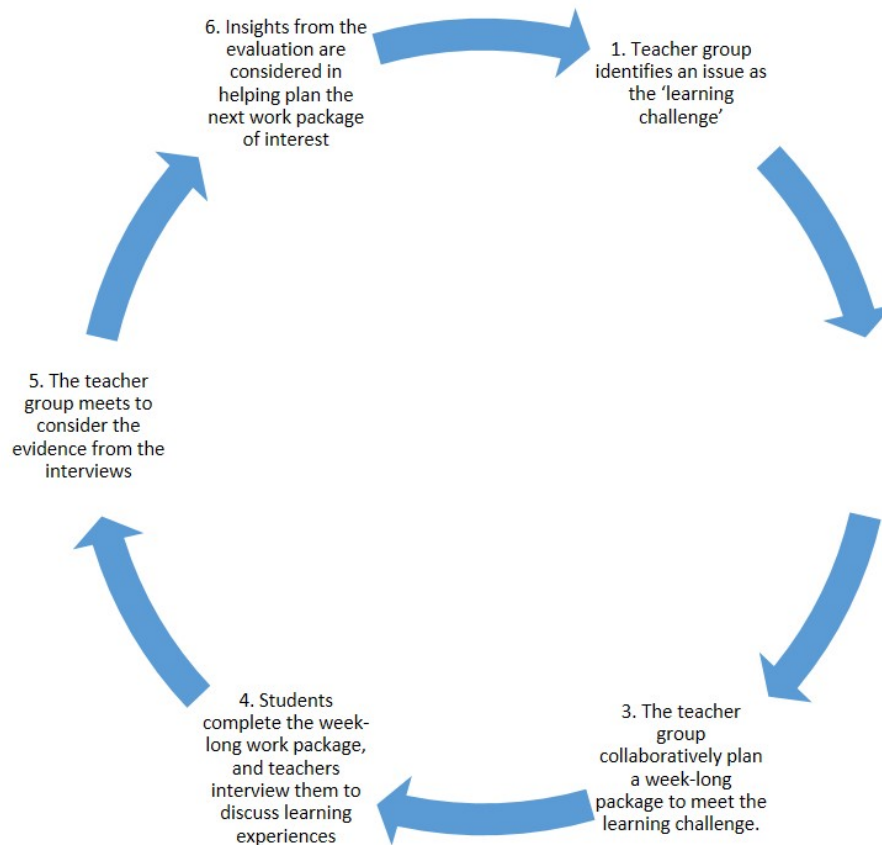 1. Teacher group
identifies an issue as
the ‘learning
challenge’
3. The teacher
group
collaboratively plan
a week-long
package to meet the
learning challenge.
4. Students
complete the week-
long work package,
and teachers
interview them to
discuss learning
experiences
5. The teacher
group meets to
consider the
evidence from the
interviews
6. Insights from the
evaluation are
considered in
helping plan the
next work package
of interest